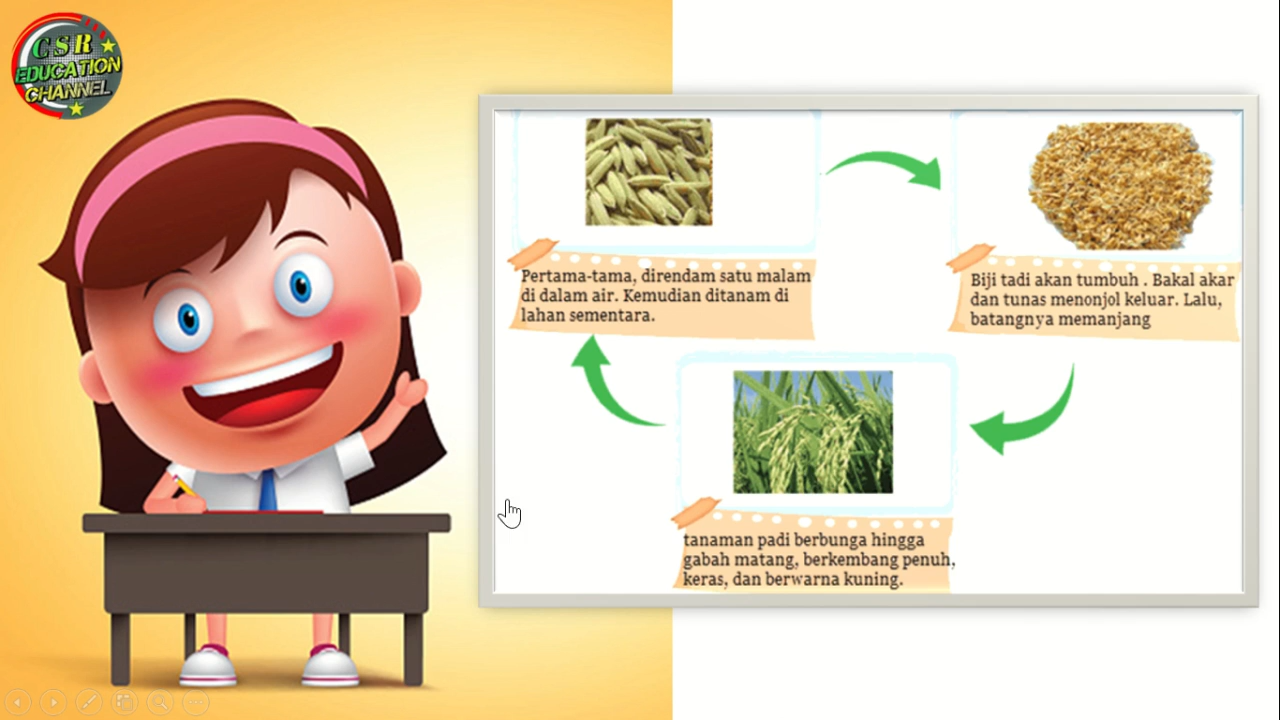 CSR
EDUCATION
CHANNEL
Pertama-tama, direndam satu malam
di dalam air. Kemudian ditanam di
lahan sementara.
Biji tadi akan tumbuh . Bakal akar
dan tunas menonjol keluar. Lalu,
batangnya memanjang
tanaman padi berbunga hingga
gabah matang, berkembang penuh,
keras, dan berwarna kuning.